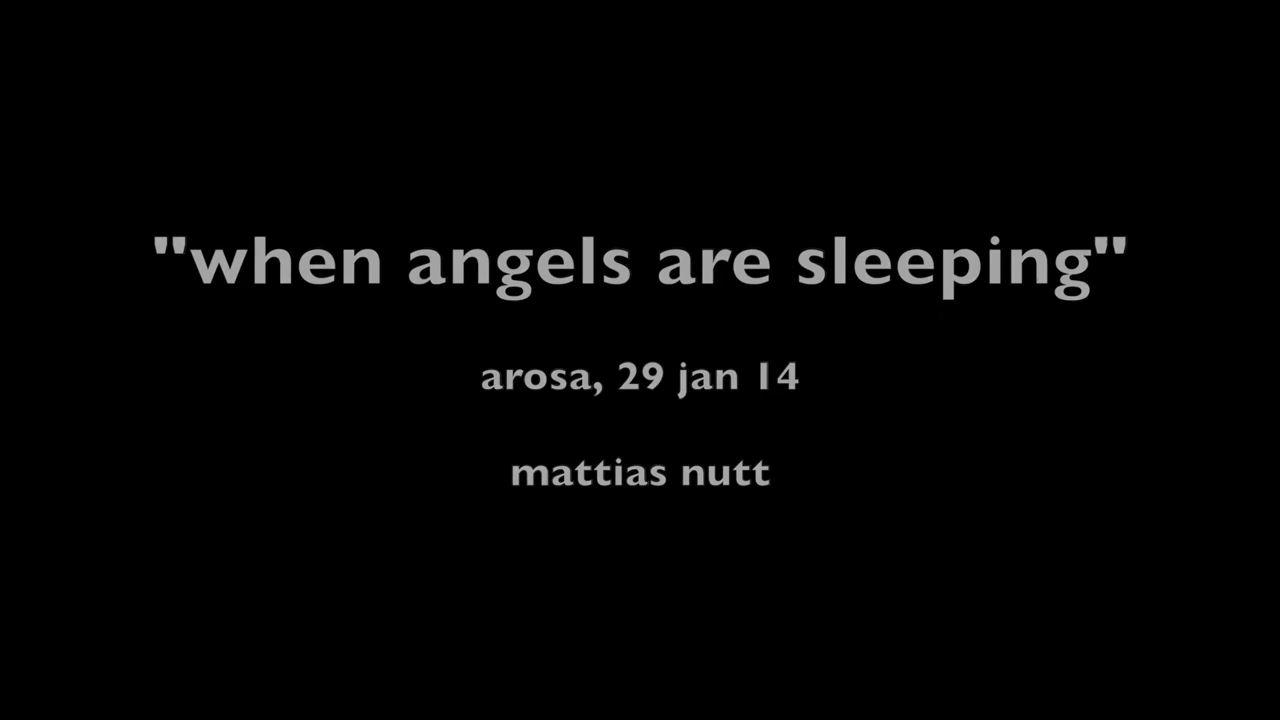 "when angels are sleeping"
arosa, 29 jan 14
mattias nutt